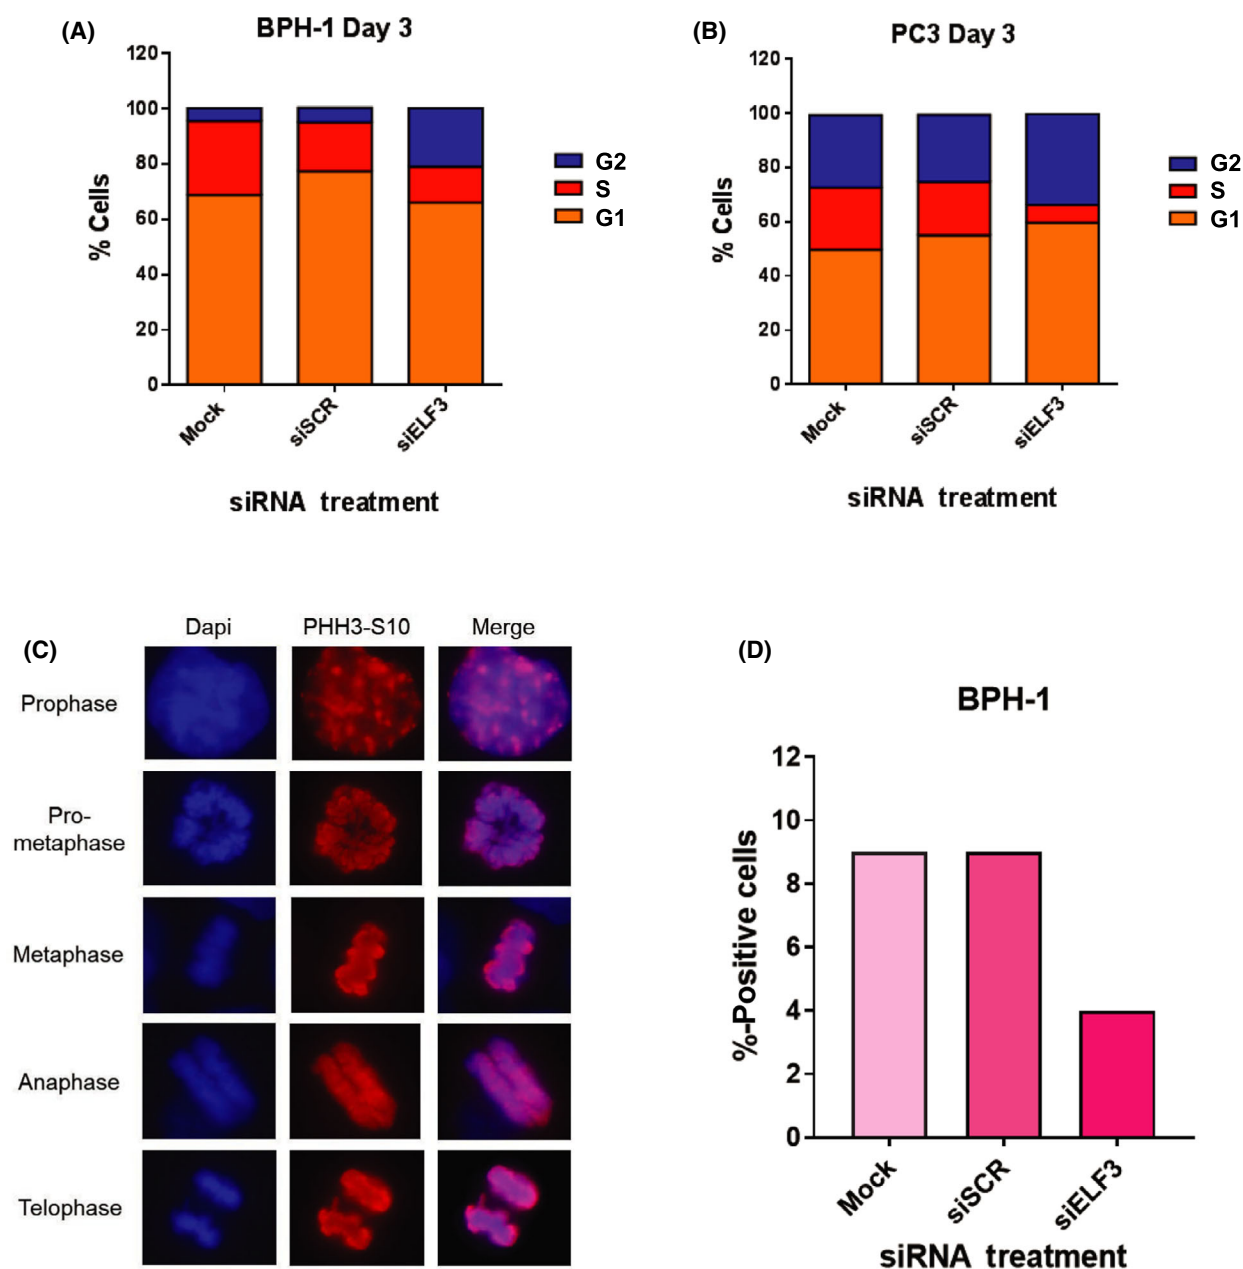 (A)
BPH-1 Day 3
120
100
80
60
40
20
0
% Cells
Mock
siSCR
siELF3
siRNA treatment
G2
S
G1
(B)
PC3 Day 3
120
100
80
60
40
20
0
% Cells
Mock
siSCR
siELF3
siRNA treatment
G2
S
G1
(C)
Dapi
PHH3-S10
Merge
Prophase
Pro-
metaphase
Metaphase
Anaphase
Telophase
(D)
BPH-1
12
10
8
6
4
2
0
%-Positive cells
Mock
siSCR
siELF3
siRNA treatment